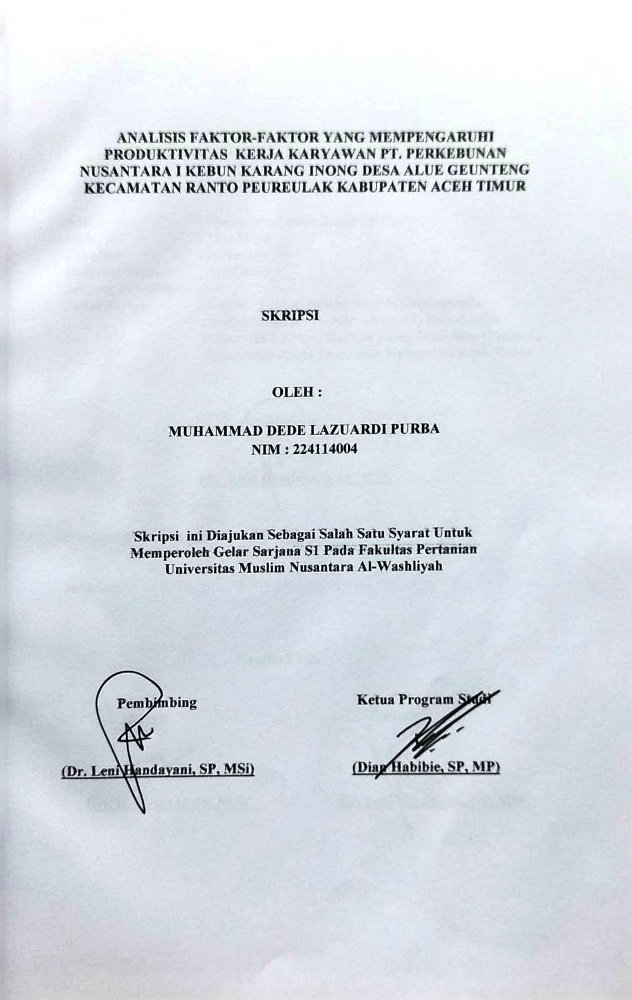 ANALISIS FAKTOR-FAKTOR YANG MEMPENGARUHI
PRODUKTIVITAS KERJA KARYAWAN PT. PERKEBUNAN
NUSANTARA I KEBUN KARANG INONG DESA ALUE GEUNTENG
KECAMATAN RANTO PEUREULAK KABUPATEN ACEH TIMUR
SKRIPSI
OLEH :
MUHAMMAD DEDE LAZUARDI PURBA
NIM : 224114004
Skripsi ini Diajukan Sebagai Salah Satu Syarat Untuk
Memperoleh Gelar Sarjana S1 Pada Fakultas Pertanian
Universitas Muslim Nusantara Al-Washliyah
Pembimbing
Ketua Program Studi
(Dr. Leni Handayani, SP, MSi)
(Dian Habibie, SP, MP)